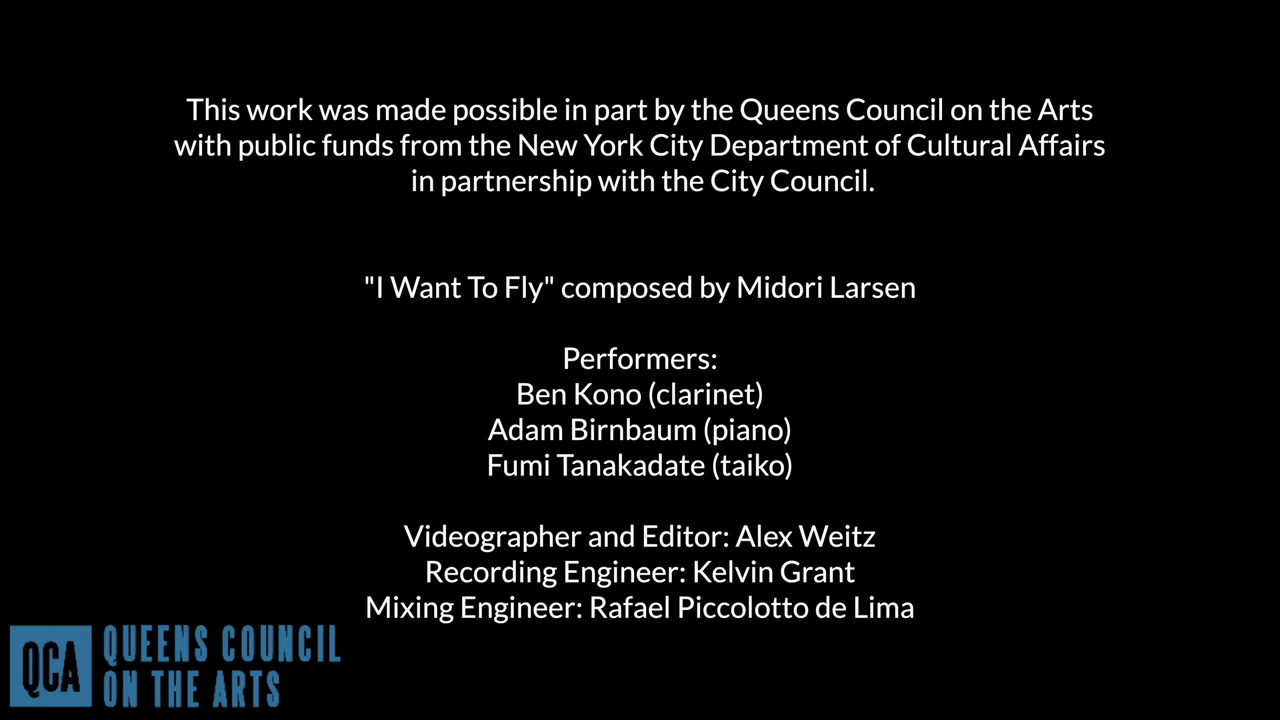 This work was made possible in part by the Queens Council on the Arts
with public funds from the New York City Department of Cultural Affairs
in partnership with the City Council.
"I Want To Fly" composed by Midori Larsen
Performers:
Ben Kono (clarinet)
Adam Birnbaum (piano)
Fumi Tanakadate (taiko)
Videographer and Editor: Alex Weitz
Recording Engineer: Kelvin Grant
Mixing Engineer: Rafael Piccolotto de Lima
QCA
QUEENS COUNCIL
ON THE ARTS